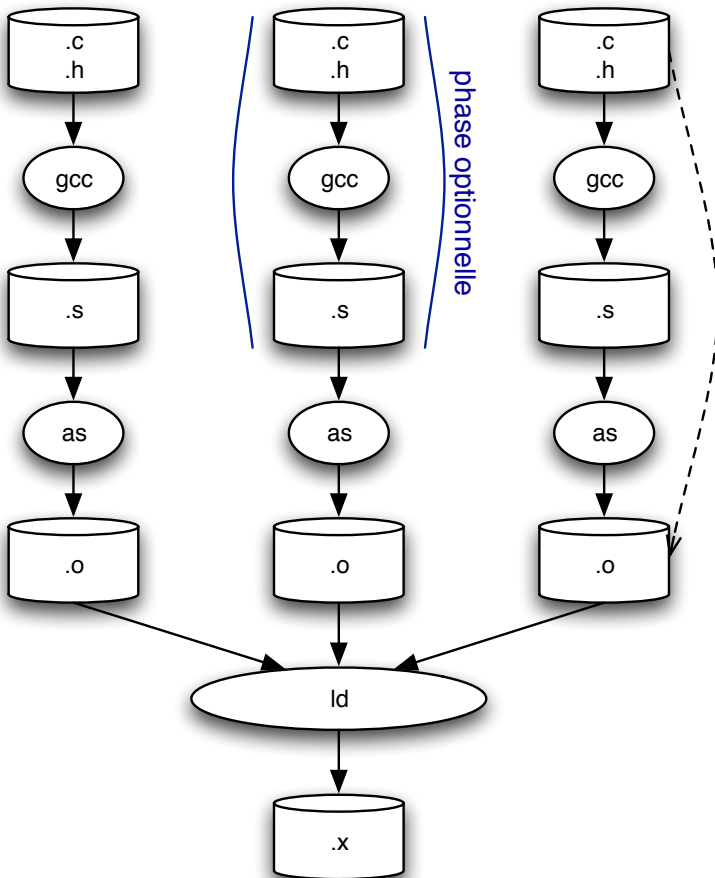 .c
.h
.c
.h
.c
.h
phase optionnelle
gcc
gcc
gcc
.s
.s
.s
as
as
as
.o
.o
.o
ld
.x